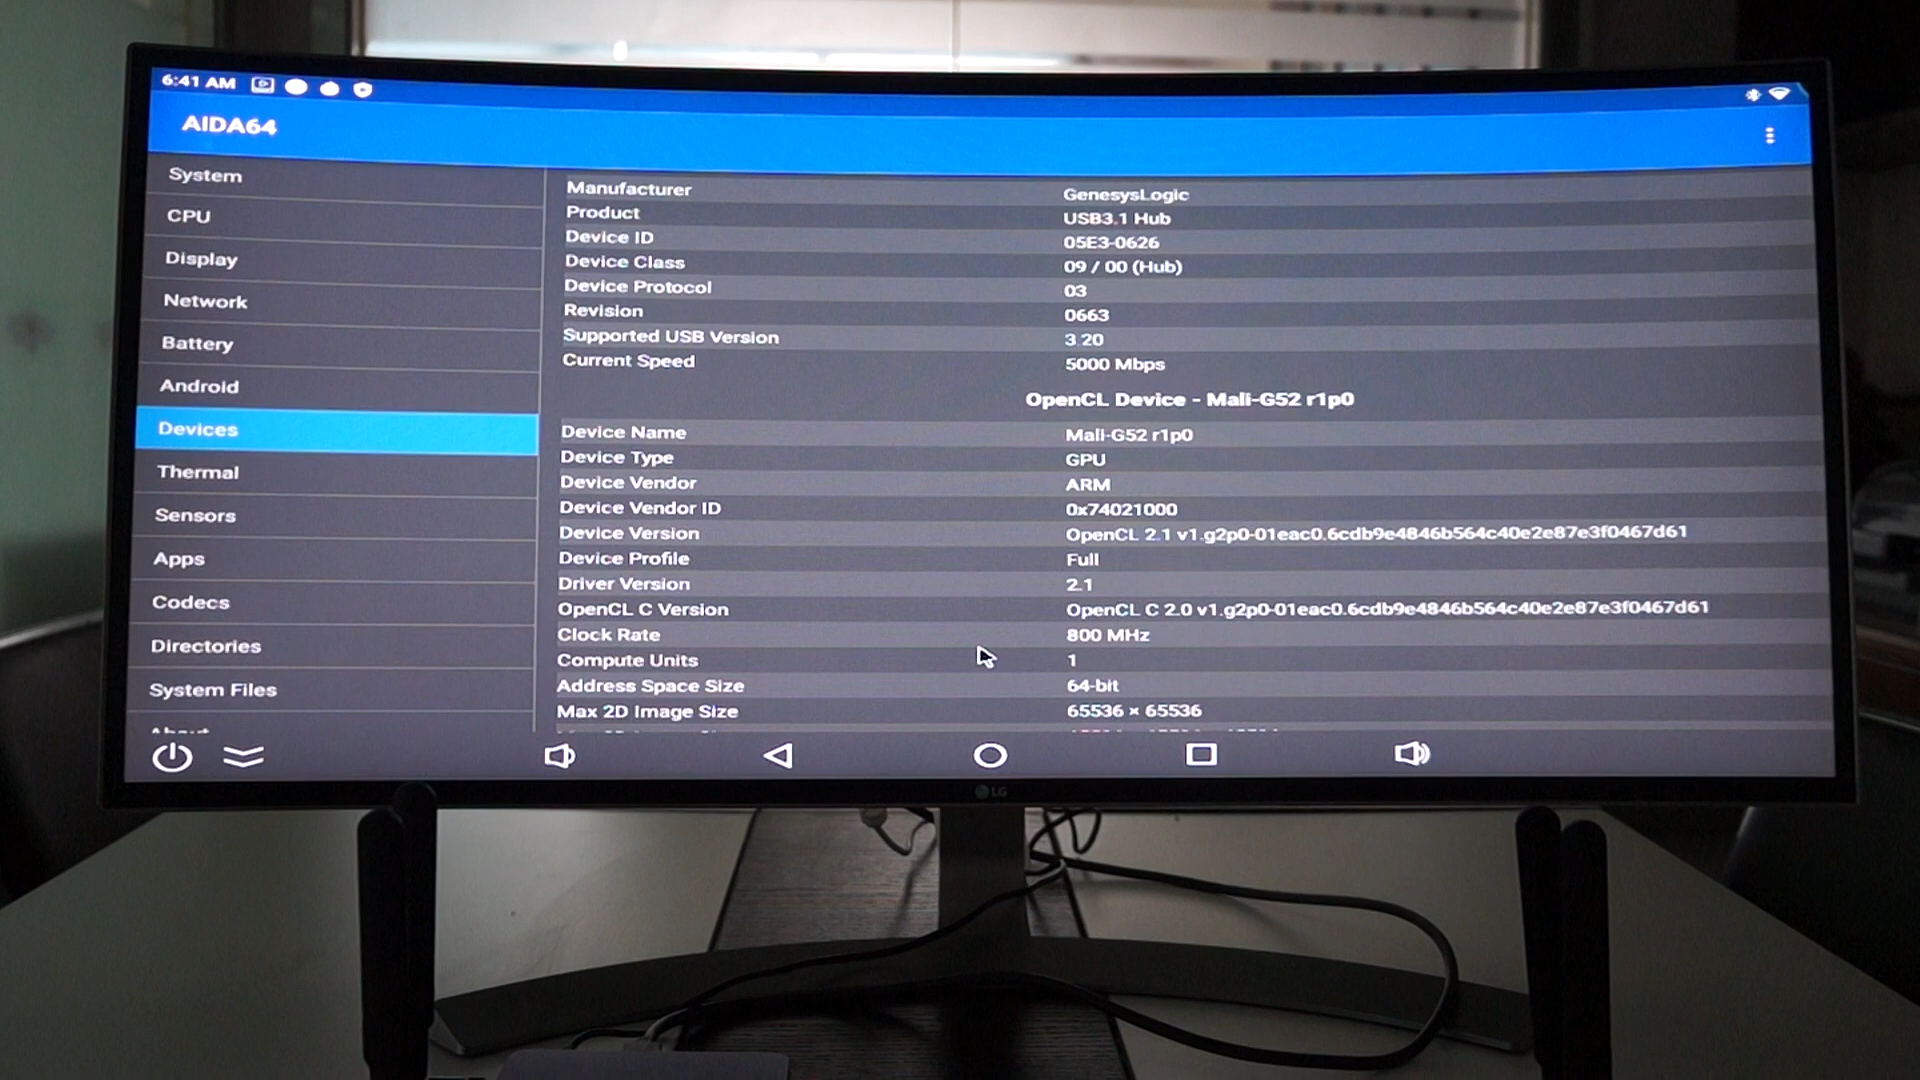 6:41 AM
AIDA64
System
CPU
Display
Network
Battery
Android
Devices
Thermal
Sensors
Apps
Codecs
Directories
System Files
Manufacturer GenesysLogic
Product USB3.1 Hub
Device ID 05E3-0626
Device Class 09 / 00 (Hub)
Device Protocol 03
Revision 0663
Supported USB Version 3.20
Current Speed 5000 Mbps
OpenCL Device - Mali-G52 r1p0
Device Name Mali-G52 r1p0
Device Type GPU
Device Vendor ARM
Device Vendor ID 0x74021000
Device Version OpenCL 2.1 v1.g2p0-01eac0.6cdb9e4846b564c40e2e87e3f0467d61
Device Profile Full
Driver Version 2.1
OpenCL C Version OpenCL C 2.0 v1.g2p0-01eac0.6cdb9e4846b564c40e2e87e3f0467d61
Clock Rate 800 MHz
Compute Units 1
Address Space Size 64-bit
Max 2D Image Size 65536 × 65536
LG